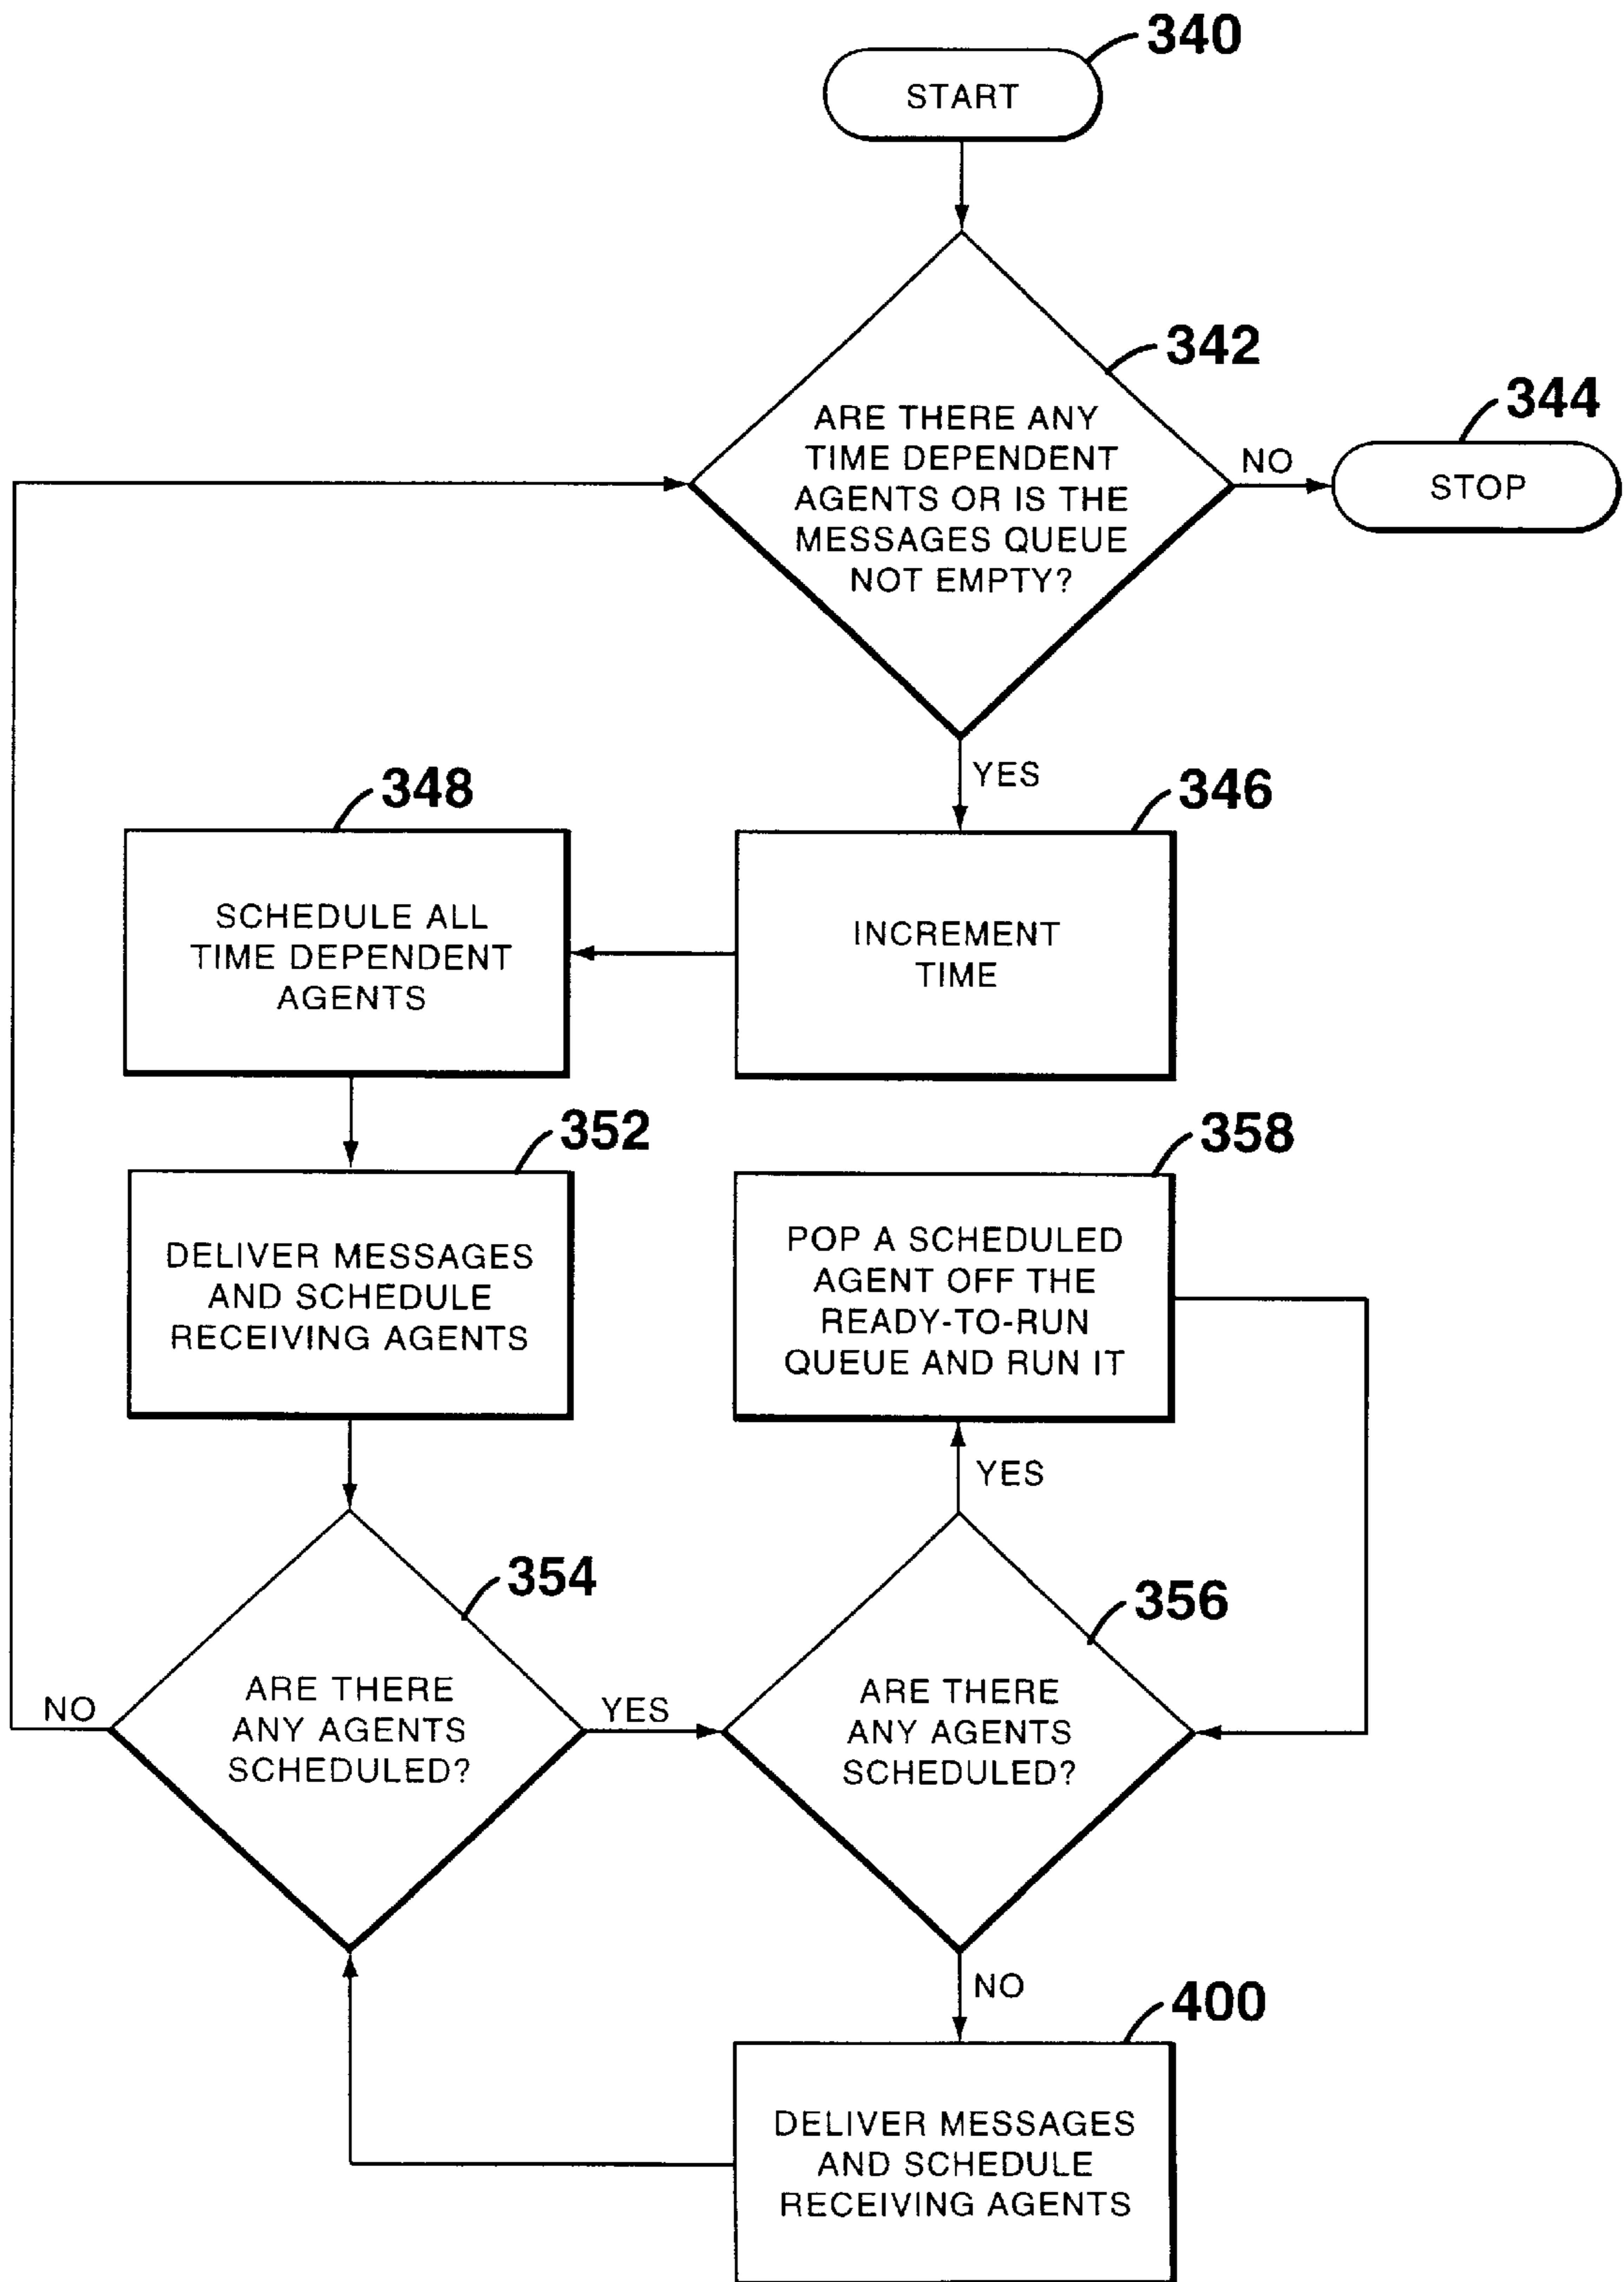 340
START
342
ARE THERE ANY
TIME DEPENDENT
AGENTS OR IS THE
MESSAGES QUEUE
NOT EMPTY?
NO
344
STOP
YES
346
INCREMENT
TIME
348
SCHEDULE ALL
TIME DEPENDENT
AGENTS
352
DELIVER MESSAGES
AND SCHEDULE
RECEIVING AGENTS
358
POP A SCHEDULED
AGENT OFF THE
READY-TO-RUN
QUEUE AND RUN IT
YES
354
ARE THERE
ANY AGENTS
SCHEDULED?
NO
YES
356
ARE THERE
ANY AGENTS
SCHEDULED?
NO
400
DELIVER MESSAGES
AND SCHEDULE
RECEIVING AGENTS